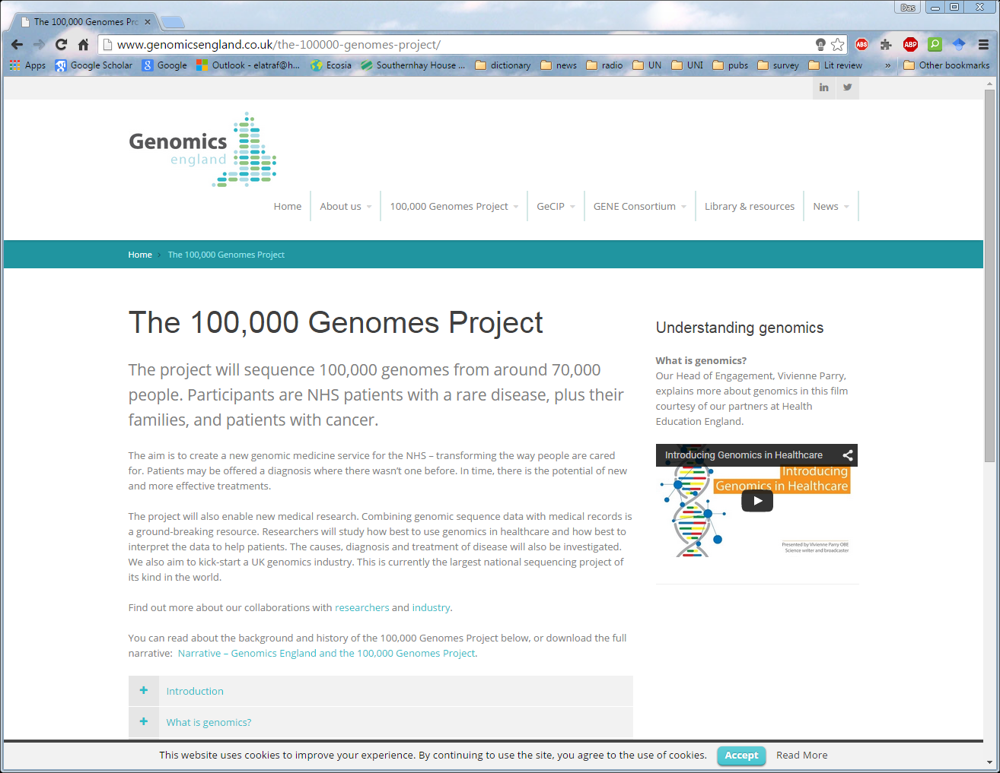 Das
The 100,000 Genomes Pro
www.genomicsengland.co.uk/the-100000-genomes-project/
ABS
ABP
Apps
Google Scholar
Google
Outlook - elatraf@h...
Ecosia
Southernhay House ...
dictionary
news
radio
UN
UNI
pubs
survey
Lit review
»
Other bookmarks
in
Genomics
england
Home
About us
100,000 Genomes Project
GeCIP
GENE Consortium
Library & resources
News
Home
The 100,000 Genomes Project
The 100,000 Genomes Project
The project will sequence 100,000 genomes from around 70,000
people. Participants are NHS patients with a rare disease, plus their
families, and patients with cancer.
The aim is to create a new genomic medicine service for the NHS – transforming the way people are cared
for. Patients may be offered a diagnosis where there wasn't one before. In time, there is the potential of new
and more effective treatments.
The project will also enable new medical research. Combining genomic sequence data with medical records is
a ground-breaking resource. Researchers will study how best to use genomics in healthcare and how best to
interpret the data to help patients. The causes, diagnosis and treatment of disease will also be investigated.
We also aim to kick-start a UK genomics industry. This is currently the largest national sequencing project of
its kind in the world.
Find out more about our collaborations with researchers and industry.
You can read about the background and history of the 100,000 Genomes Project below, or download the full
narrative: Narrative – Genomics England and the 100,000 Genomes Project.
Introduction
What is genomics?
Understanding genomics
What is genomics?
Our Head of Engagement, Vivienne Parry,
explains more about genomics in this film
courtesy of our partners at Health
Education England.
Introducing Genomics in Healthcare
Introducing
Genomics in Healthcare
Presented by Vivienne Parry OBE
Science writer and broadcaster
This website uses cookies to improve your experience. By continuing to use the site, you agree to the use of cookies.
Accept
Read More